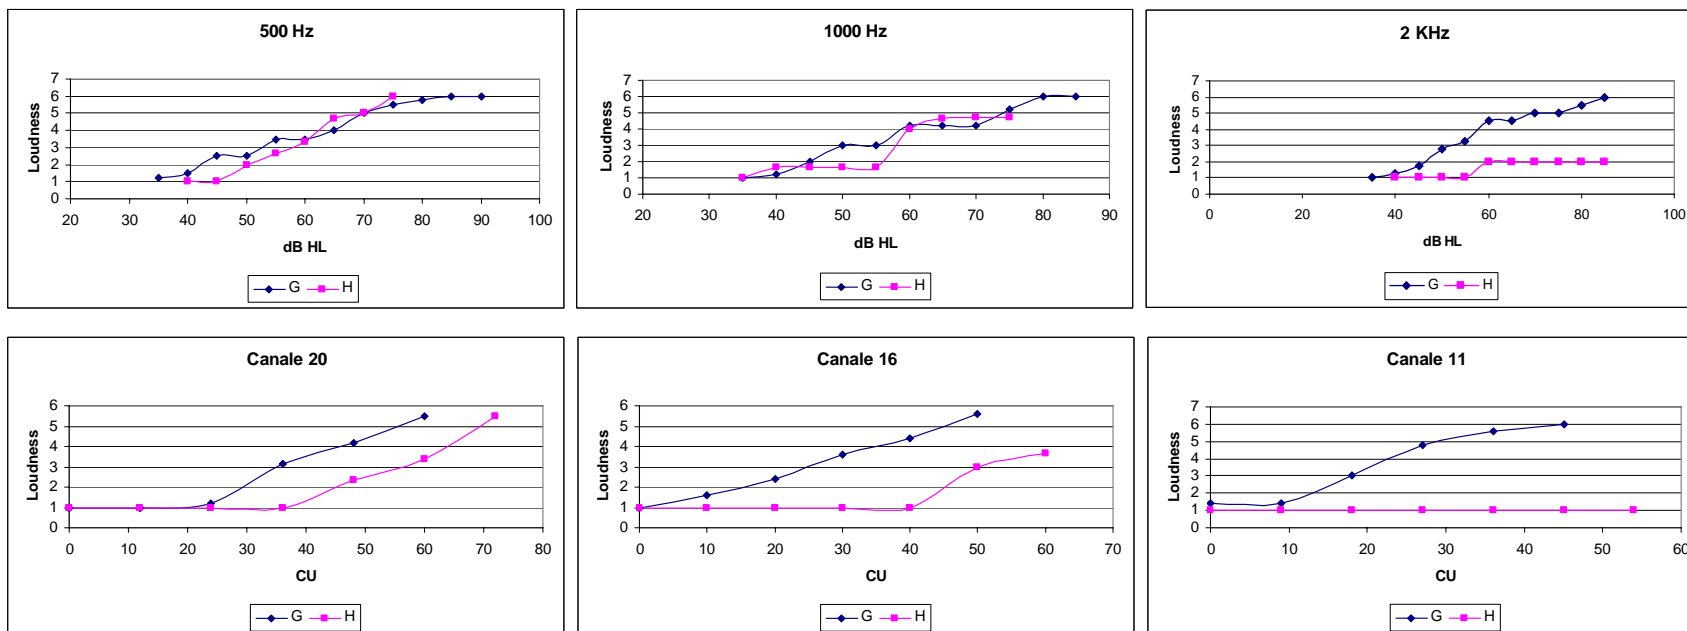 500 Hz
Loudness
7
6
5
4
3
2
1
0
20 30 40 50 60 70 80 90 100
dB HL
G H
1000 Hz
Loudness
7
6
5
4
3
2
1
0
20 30 40 50 60 70 80 90
dB HL
G H
2 KHz
Loudness
7
6
5
4
3
2
1
0
0 20 40 60 80 100
dB HL
G H
Canale 20
Loudness
6
5
4
3
2
1
0
0 10 20 30 40 50 60 70 80
CU
G H
Canale 16
Loudness
6
5
4
3
2
1
0
0 10 20 30 40 50 60 70
CU
G H
Canale 11
Loudness
7
6
5
4
3
2
1
0
0 10 20 30 40 50 60
CU
G H